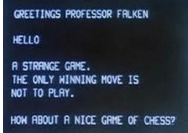 GREETINGS PROFESSOR FALKEN
HELLO
A STRANGE GAME.
THE ONLY WINNING MOVE IS
NOT TO PLAY.
HOW ABOUT A NICE GAME OF CHESS?